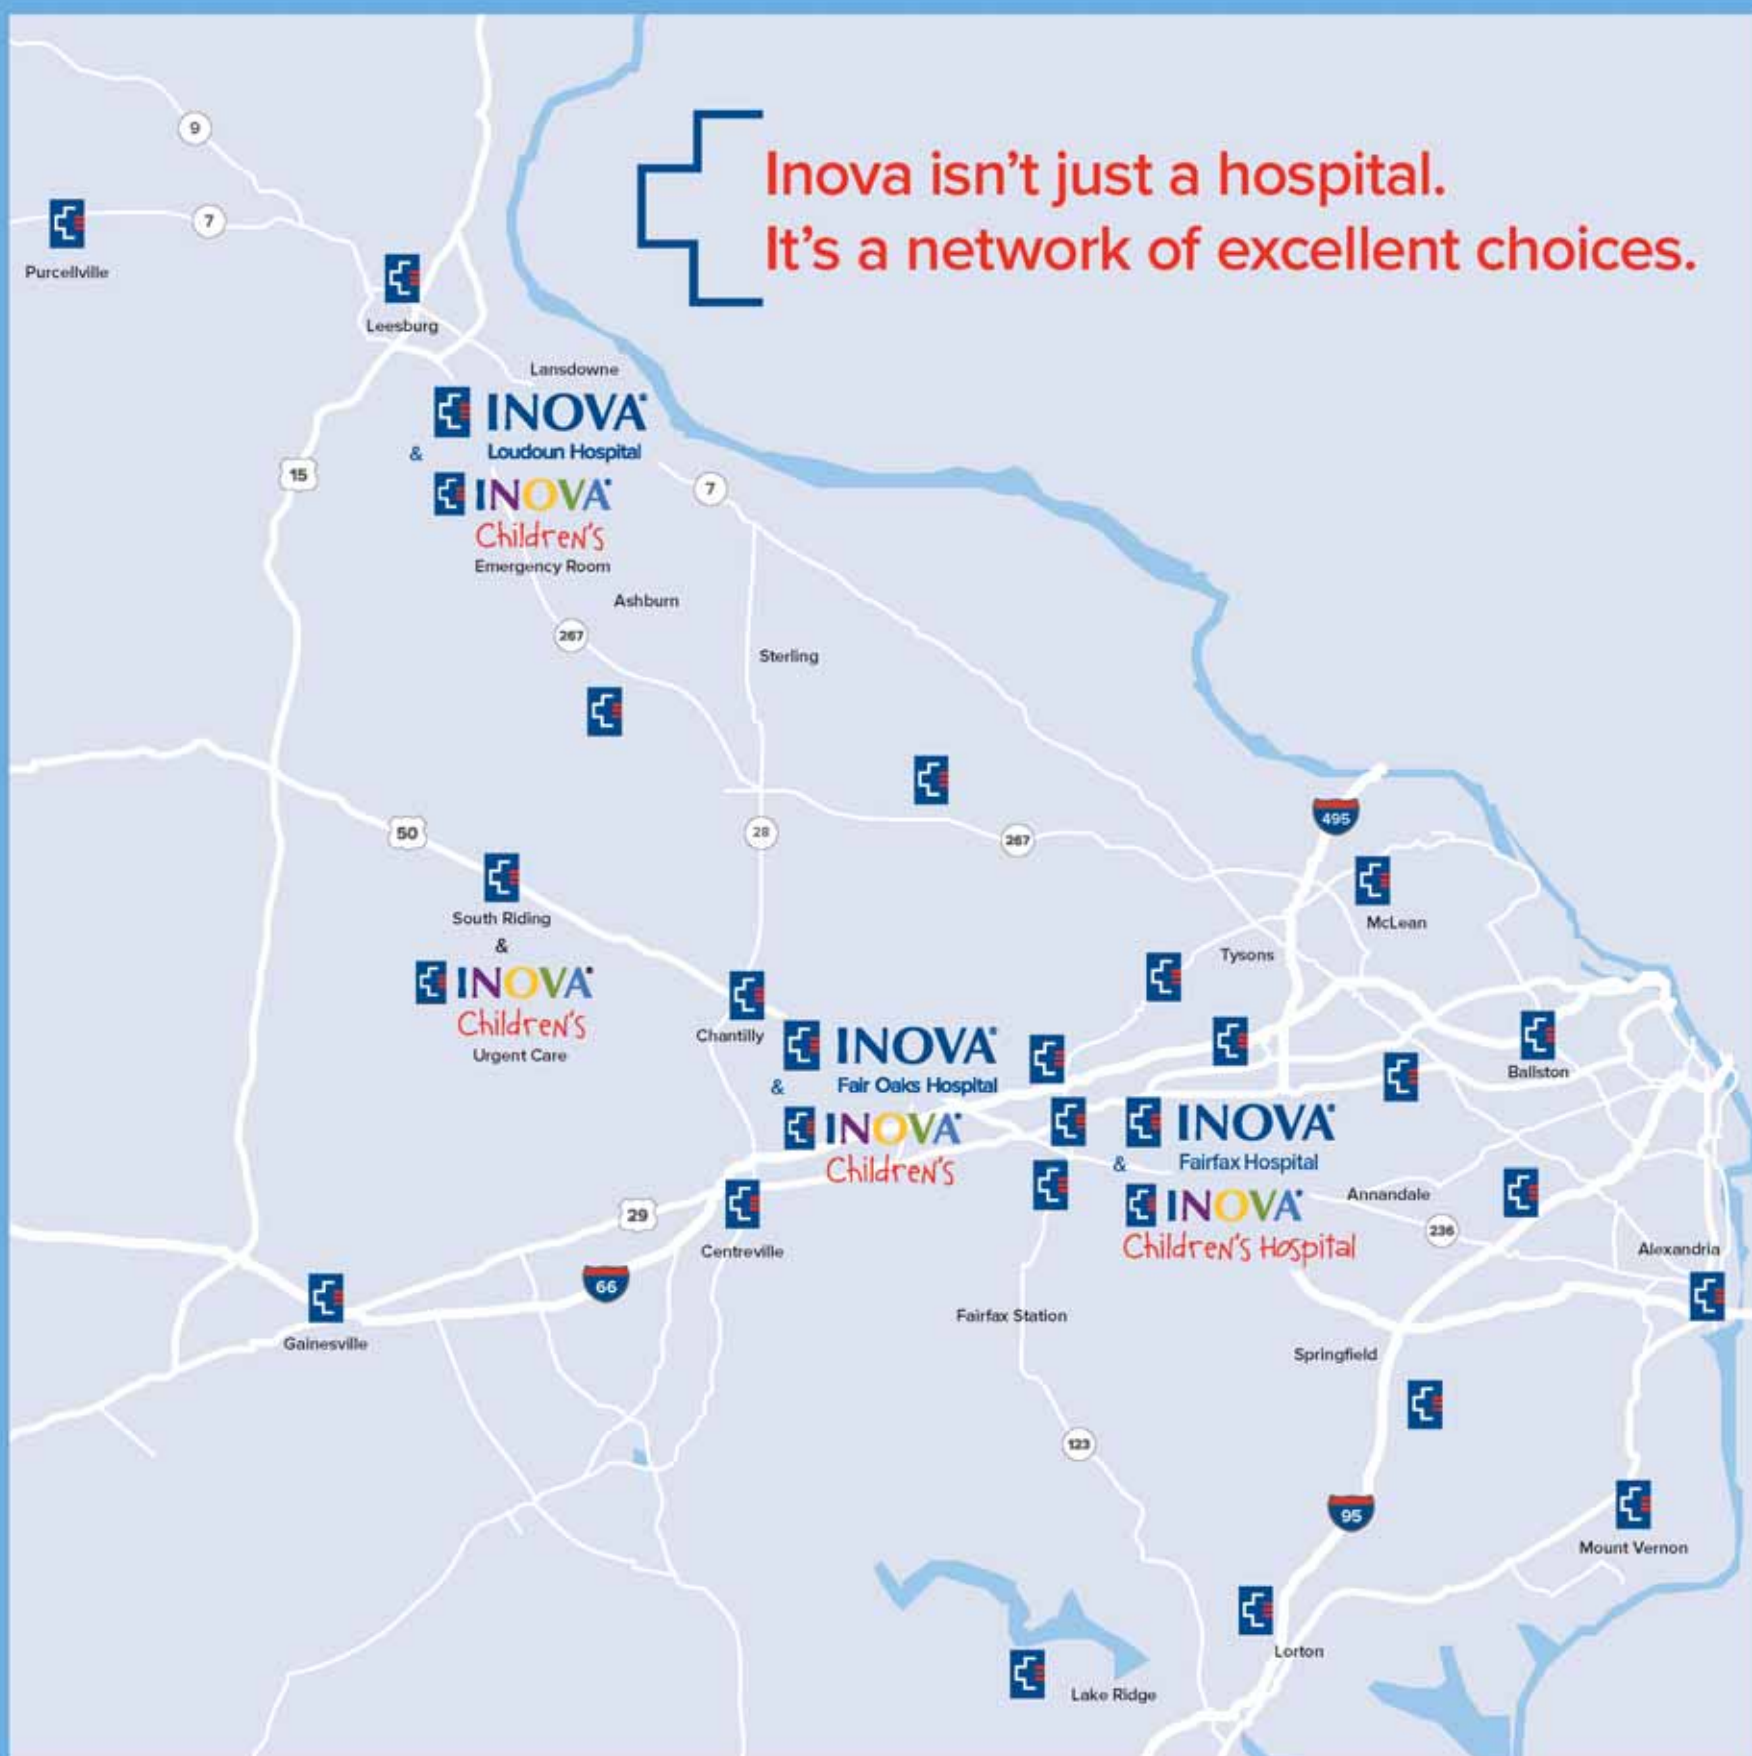 Inova isn't just a hospital.
It's a network of excellent choices.
9
7
Purcellville
Leesburg
Lansdowne
INOVA®
Loudoun Hospital
&
INOVA®
Children's
Emergency Room
15
7
Ashburn
267
Sterling
50
28
267
495
South Riding
&
INOVA®
Children's
Urgent Care
McLean
Tysons
Chantilly
INOVA®
Fair Oaks Hospital
&
INOVA®
Children's
Ballston
INOVA®
Fairfax Hospital
&
INOVA®
Children's Hospital
Annandale
236
Alexandria
29
Centreville
66
Gainesville
Fairfax Station
Springfield
123
95
Mount Vernon
Lorton
Lake Ridge